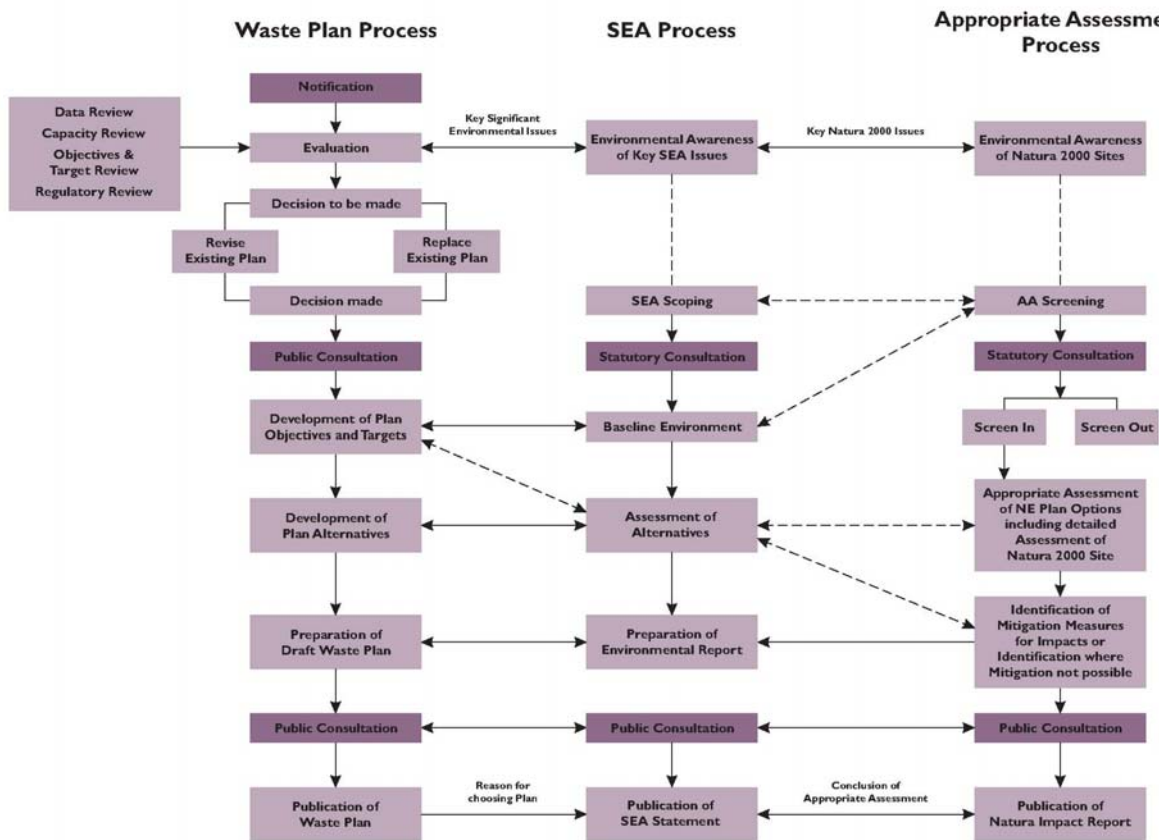 Waste Plan Process
SEA Process
Appropriate Assessme
Process
Notification
Data Review
Capacity Review
Objectives &
Target Review
Regulatory Review
Evaluation
Key Significant
Environmental Issues
Environmental Awareness
of Key SEA Issues
Key Natura 2000 Issues
Environmental Awareness
of Natura 2000 Sites
Decision to be made
Revise
Existing Plan
Replace
Existing Plan
Decision made
SEA Scoping
AA Screening
Public Consultation
Statutory Consultation
Statutory Consultation
Development of Plan
Objectives and Targets
Baseline Environment
Screen In
Screen Out
Development of
Plan Alternatives
Assessment of
Alternatives
Appropriate Assessment
of NE Plan Options
including detailed
Assessment of
Natura 2000 Site
Preparation of
Draft Waste Plan
Preparation of
Environmental Report
Identification of
Mitigation Measures
for Impacts or
Identification where
Mitigation not possible
Public Consultation
Public Consultation
Public Consultation
Publication of
Waste Plan
Reason for
choosing Plan
Publication of
SEA Statement
Conclusion of
Appropriate Assessment
Publication of
Natura Impact Report